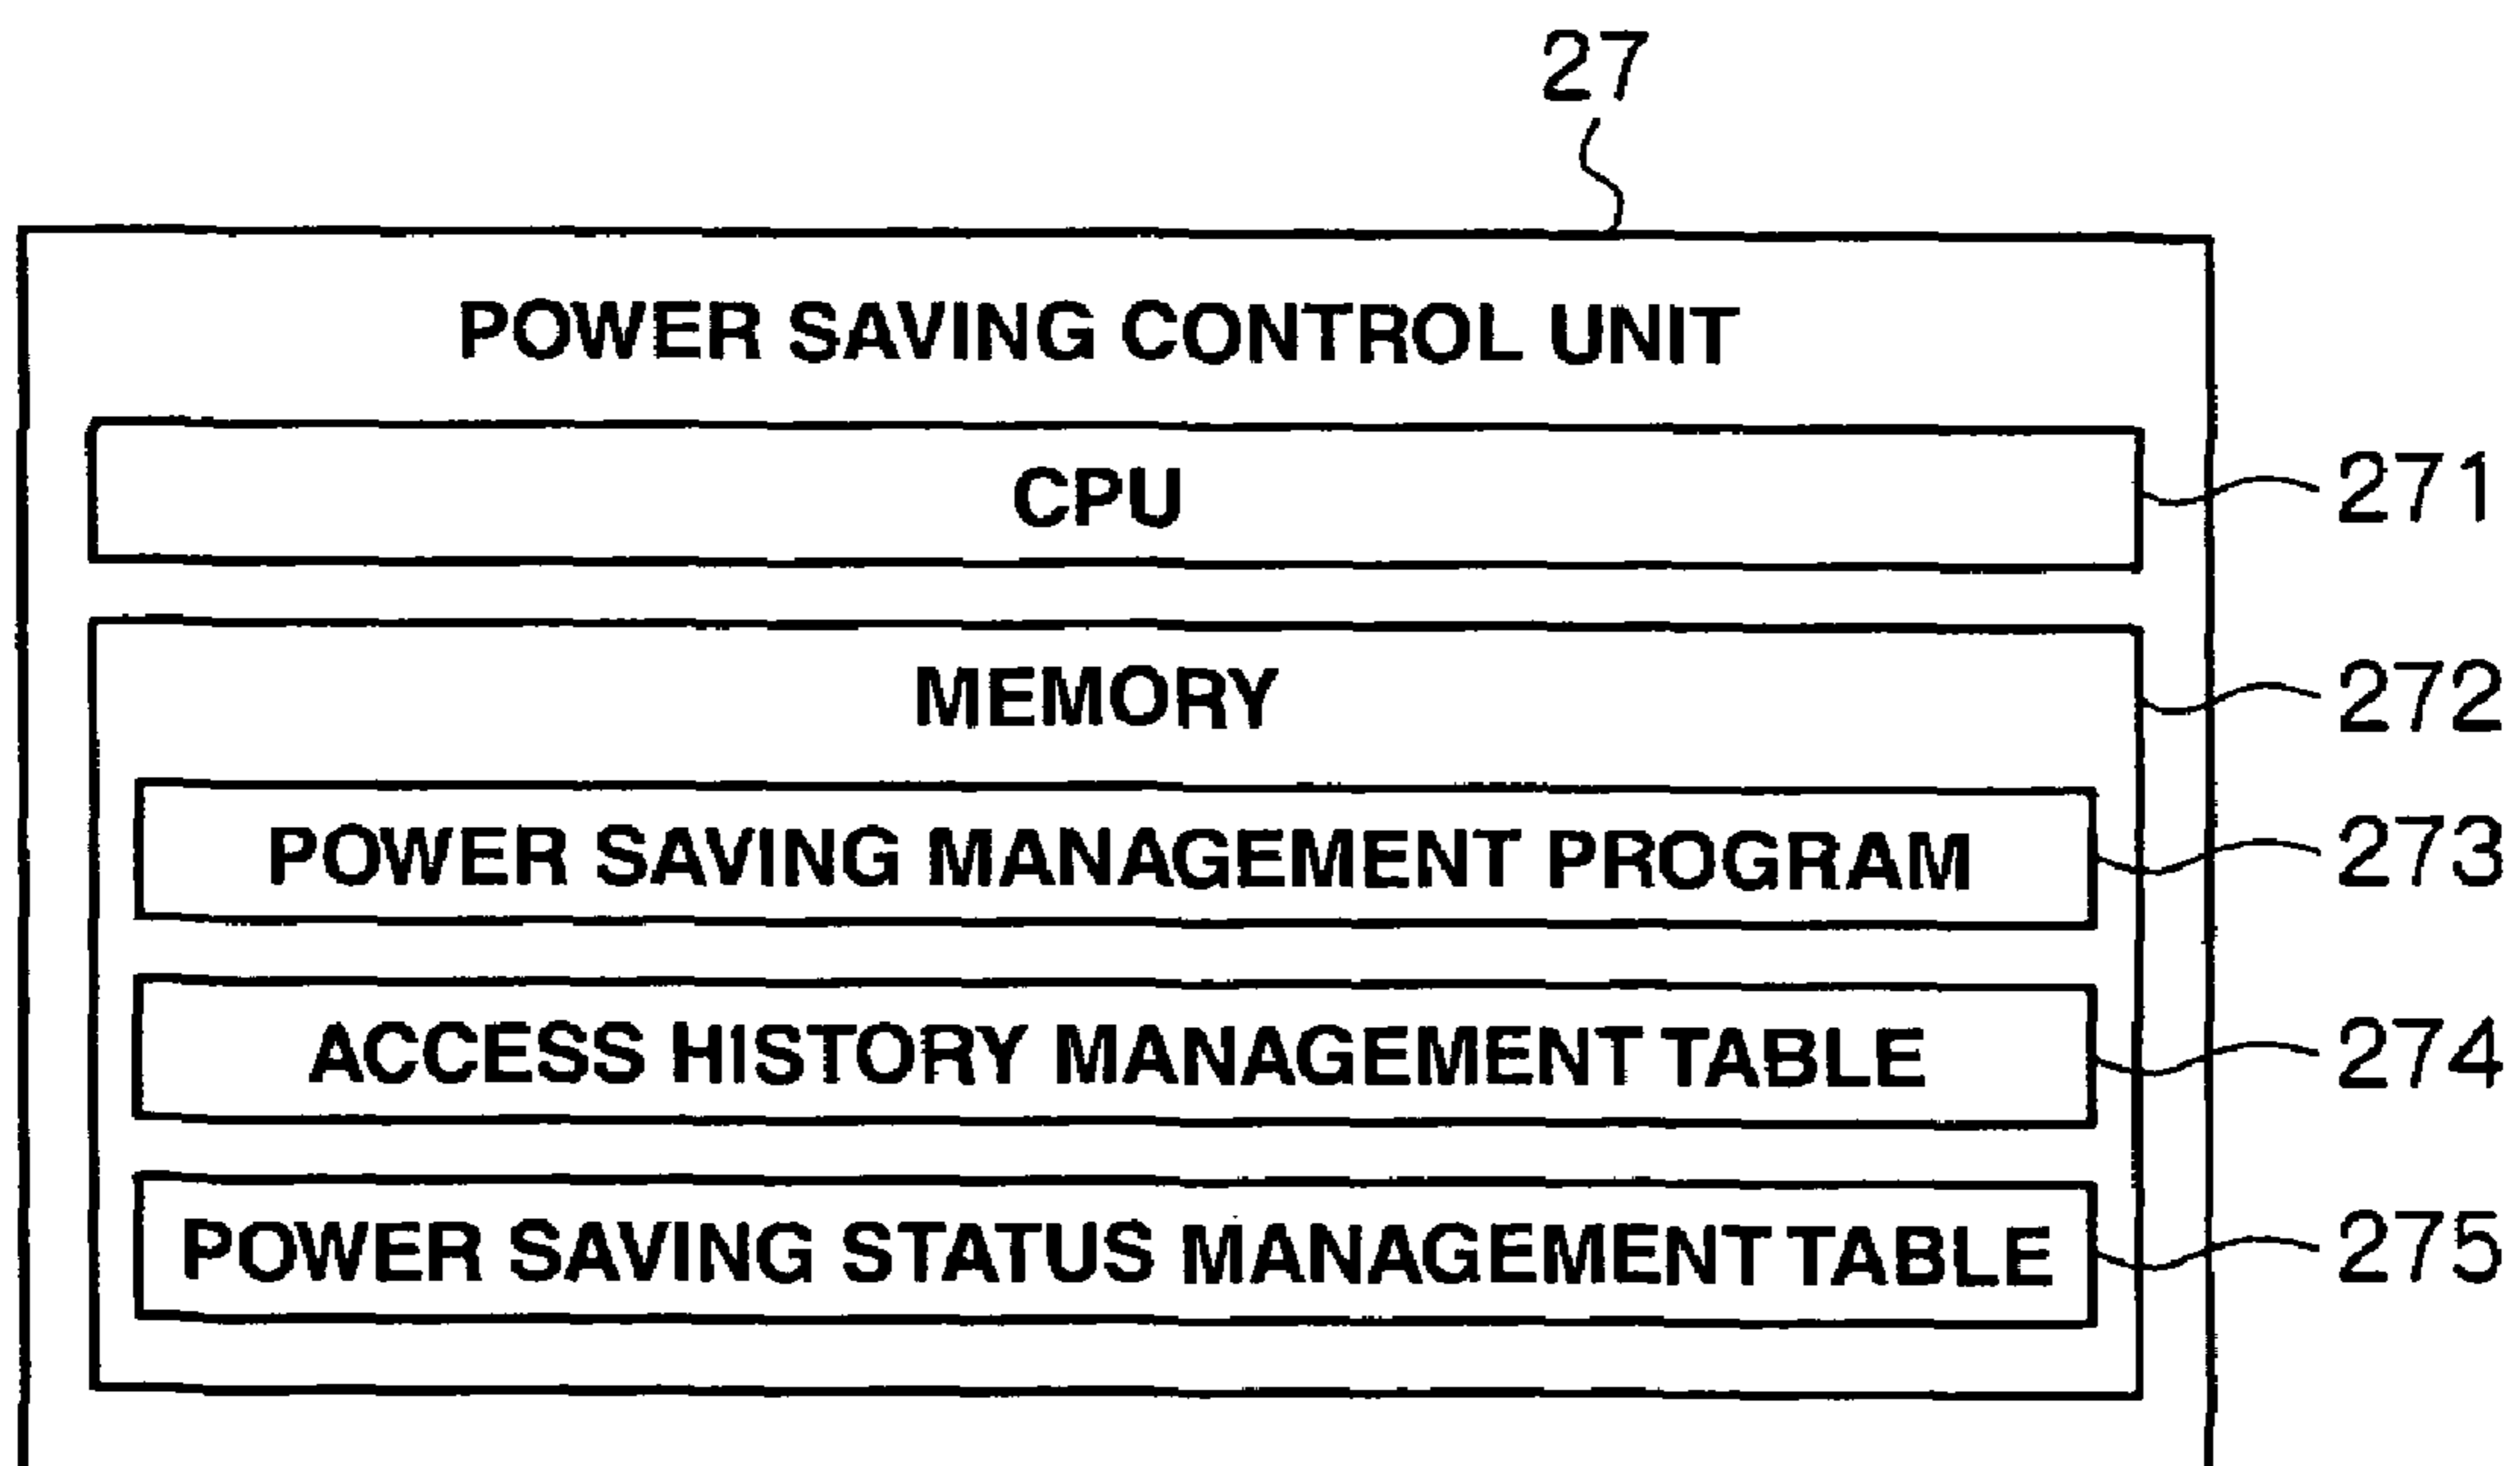 27
POWER SAVING CONTROL UNIT
CPU
271
MEMORY
272
POWER SAVING MANAGEMENT PROGRAM
273
ACCESS HISTORY MANAGEMENT TABLE
274
POWER SAVING STATUS MANAGEMENT TABLE
275